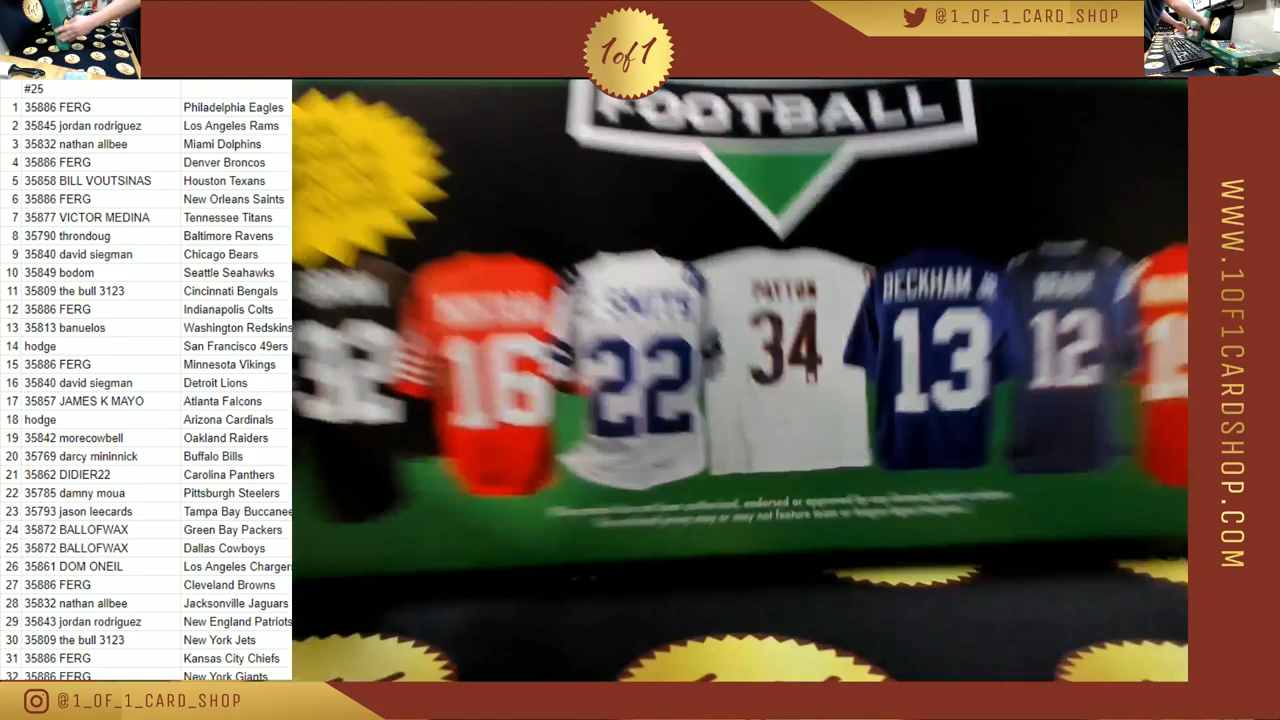 1of1
@1_OF_1_CARD_SHOP
#25
1 35886 FERG Philadelphia Eagles
2 35845 jordan rodriguez Los Angeles Rams
3 35832 nathan allbee Miami Dolphins
4 35886 FERG Denver Broncos
5 35858 BILL VOUTSINAS Houston Texans
6 35886 FERG New Orleans Saints
7 35877 VICTOR MEDINA Tennessee Titans
8 35790 throndoug Baltimore Ravens
9 35840 david siegman Chicago Bears
10 35849 bodom Seattle Seahawks
11 35809 the bull 3123 Cincinnati Bengals
12 35886 FERG Indianapolis Colts
13 35813 banuelos Washington Redskins
14 hodge San Francisco 49ers
15 35886 FERG Minnesota Vikings
16 35840 david siegman Detroit Lions
17 35857 JAMES K MAYO Atlanta Falcons
18 hodge Arizona Cardinals
19 35842 morecowbell Oakland Raiders
20 35769 darcy mininnick Buffalo Bills
21 35862 DIDIER22 Carolina Panthers
22 35785 damny moua Pittsburgh Steelers
23 35793 jason leecards Tampa Bay Buccanee
24 35872 BALLOFWAX Green Bay Packers
25 35872 BALLOFWAX Dallas Cowboys
26 35861 DOM ONEIL Los Angeles Charger
27 35886 FERG Cleveland Browns
28 35832 nathan allbee Jacksonville Jaguars
29 35843 jordan rodriguez New England Patriots
30 35809 the bull 3123 New York Jets
31 35886 FERG Kansas City Chiefs
32 35886 FERG New York Giants
FOOTBALL
32
16
22
PAYTON
34
BECKHAM JR
13
12
WWW.1OF1CARDSHOP.COM
@1_OF_1_CARD_SHOP